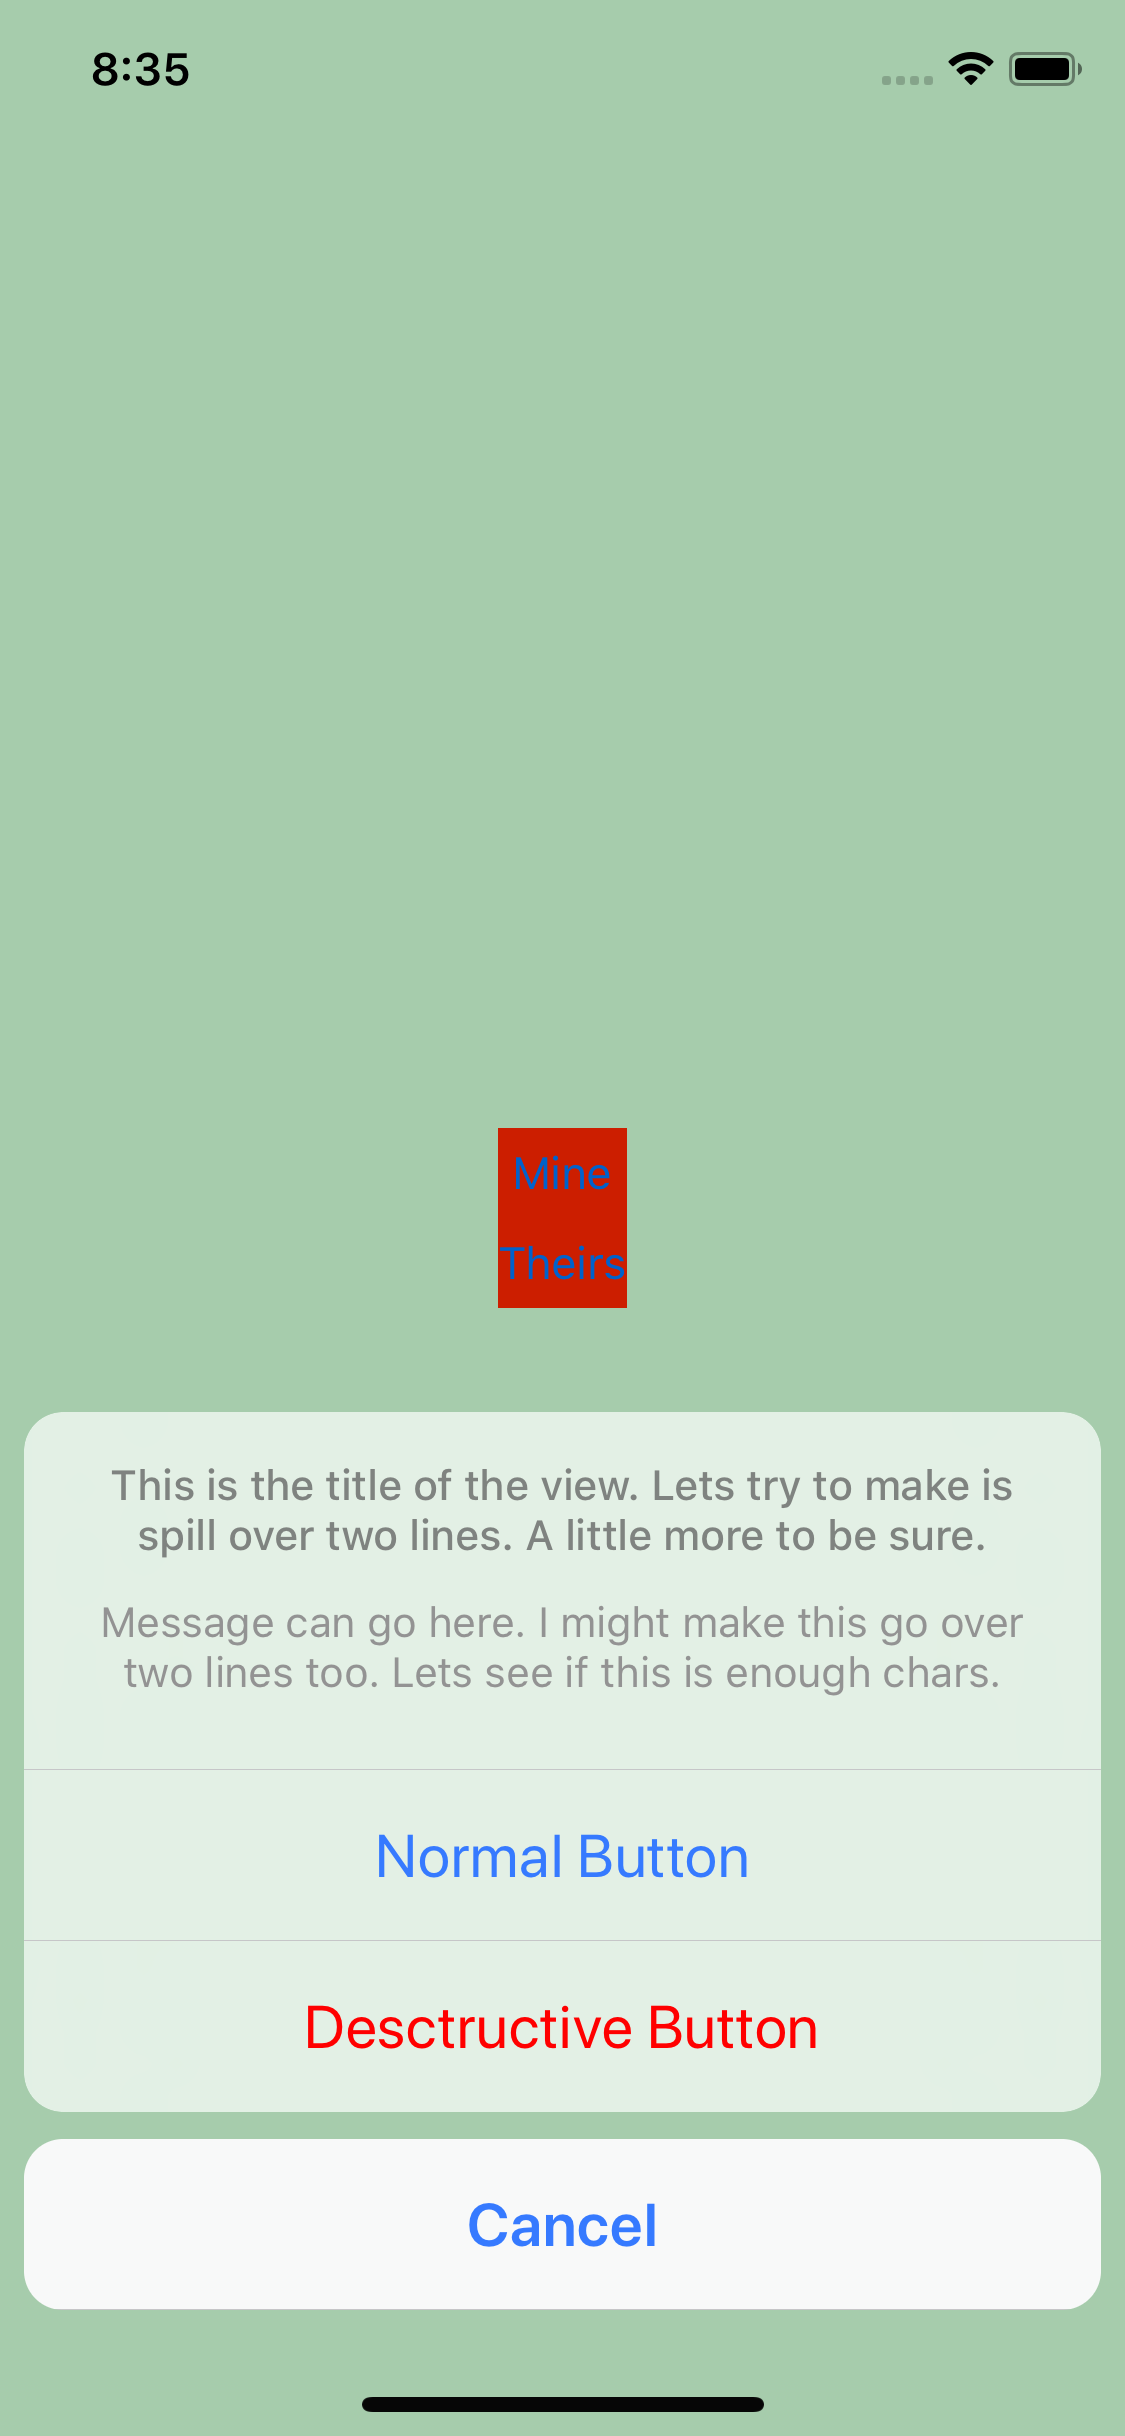 8:35
Mine
Theirs
This is the title of the view. Lets try to make is
spill over two lines. A little more to be sure.
Message can go here. I might make this go over
two lines too. Lets see if this is enough chars.
Normal Button
Desctructive Button
Cancel